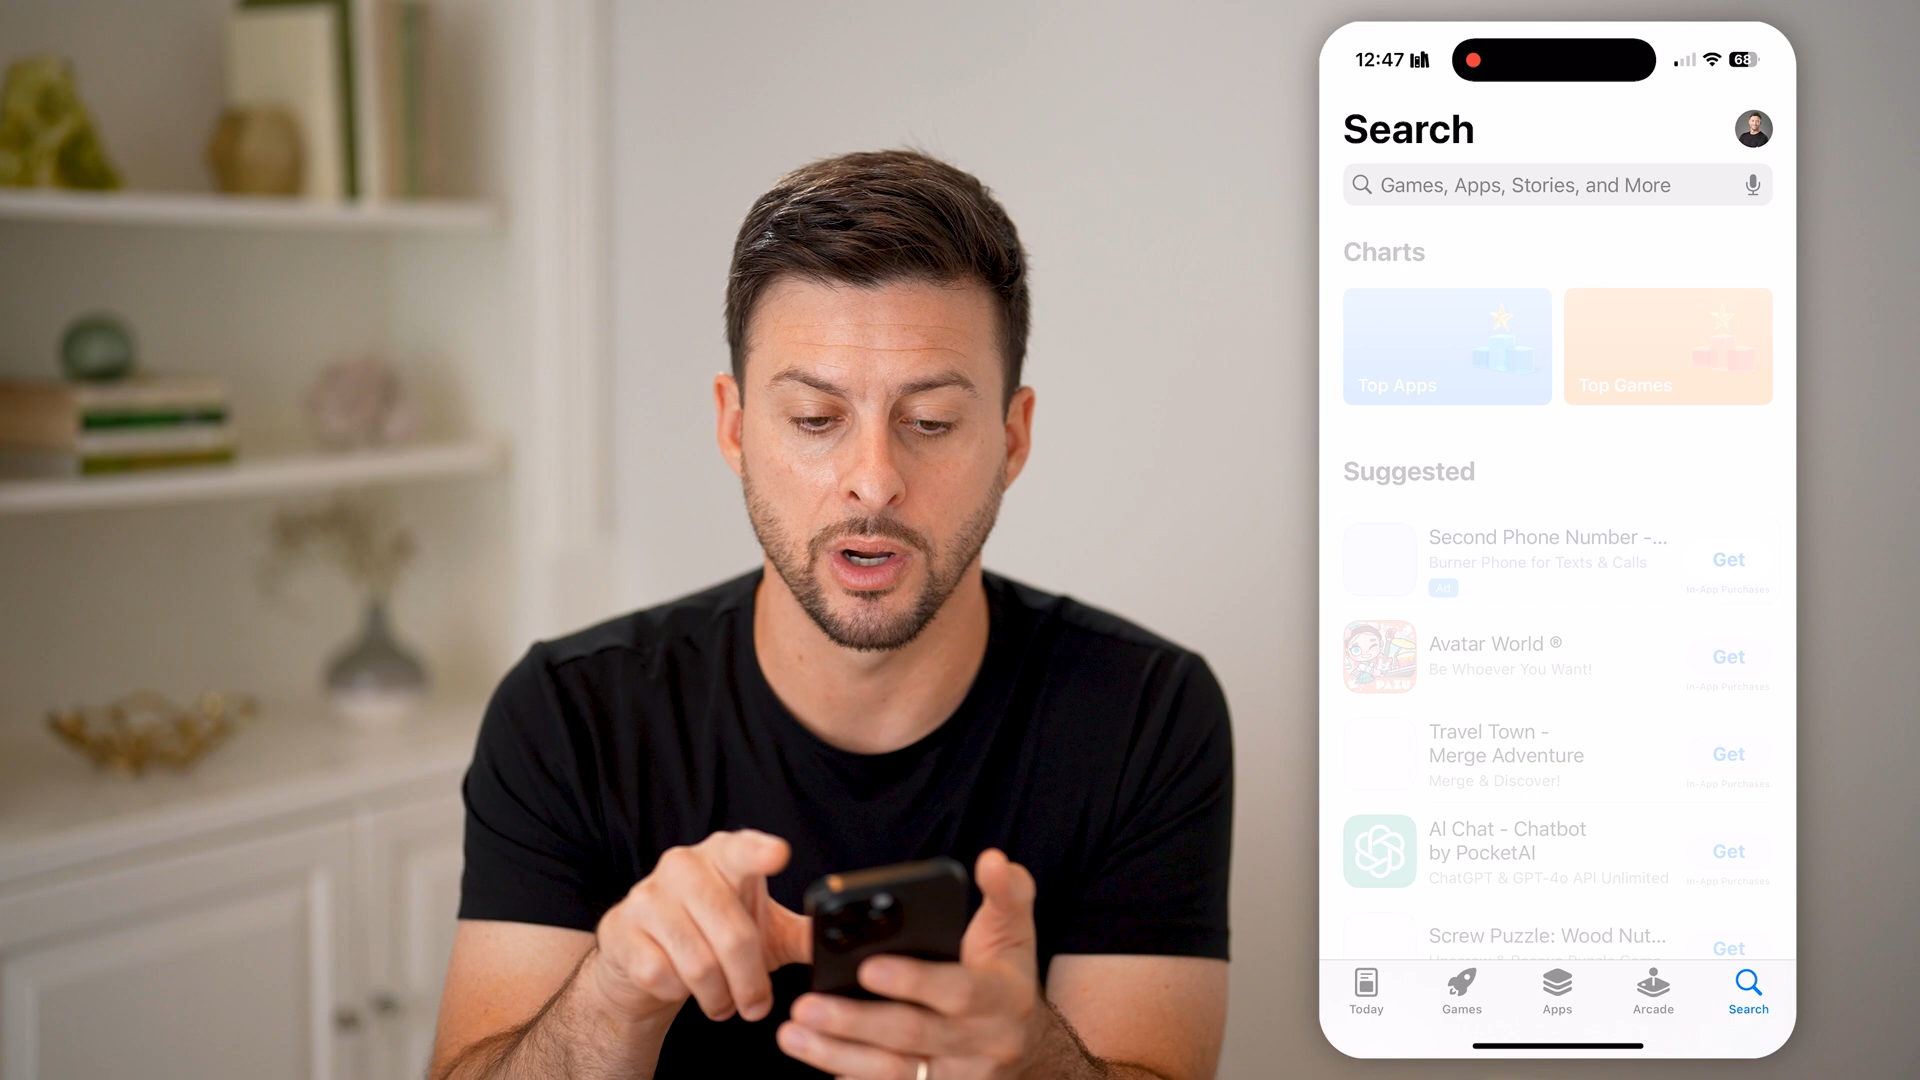 12:47
68
Search
Games, Apps, Stories, and More
Charts
Top Apps
Top Games
Suggested
Second Phone Number -...
Burner Phone for Texts & Calls
Ad
Get
In-App Purchases
Avatar World ®
Be Whoever You Want!
Get
In-App Purchases
PAZU
Travel Town -
Merge Adventure
Merge & Discover!
Get
In-App Purchases
AI Chat - Chatbot
by PocketAI
ChatGPT & GPT-4o API Unlimited
Get
In-App Purchases
Screw Puzzle: Wood Nut...
Get
Today
Games
Apps
Arcade
Search